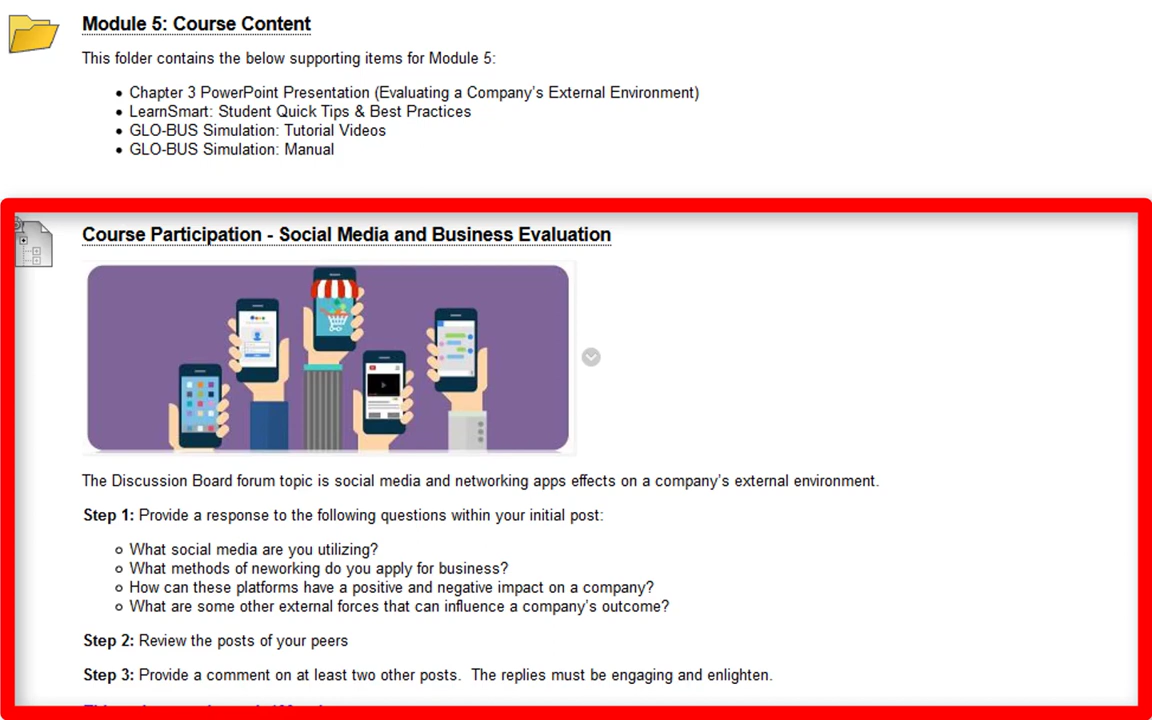 Module 5: Course Content
This folder contains the below supporting items for Module 5:
• Chapter 3 PowerPoint Presentation (Evaluating a Company's External Environment)
• LearnSmart: Student Quick Tips & Best Practices
• GLO-BUS Simulation: Tutorial Videos
• GLO-BUS Simulation: Manual
Course Participation - Social Media and Business Evaluation
The Discussion Board forum topic is social media and networking apps effects on a company's external environment.
Step 1: Provide a response to the following questions within your initial post:
o What social media are you utilizing?
o What methods of neworking do you apply for business?
o How can these platforms have a positive and negative impact on a company?
o What are some other external forces that can influence a company's outcome?
Step 2: Review the posts of your peers
Step 3: Provide a comment on at least two other posts.  The replies must be engaging and enlighten.